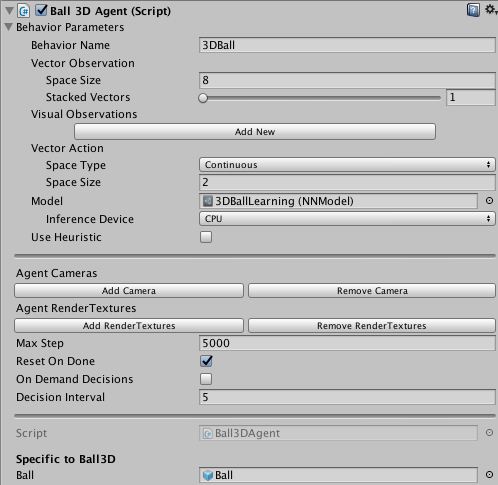 Ball 3D Agent (Script)
Behavior Parameters
Behavior Name 3DBall
Vector Observation
Space Size 8
Stacked Vectors 1
Visual Observations
Add New
Vector Action
Space Type Continuous
Space Size 2
Model 3DBallLearning (NNModel)
Inference Device CPU
Use Heuristic
Agent Cameras
Add Camera Remove Camera
Agent RenderTextures
Add RenderTextures Remove RenderTextures
Max Step 5000
Reset On Done
On Demand Decisions
Decision Interval 5
Script Ball3DAgent
Specific to Ball3D
Ball Ball